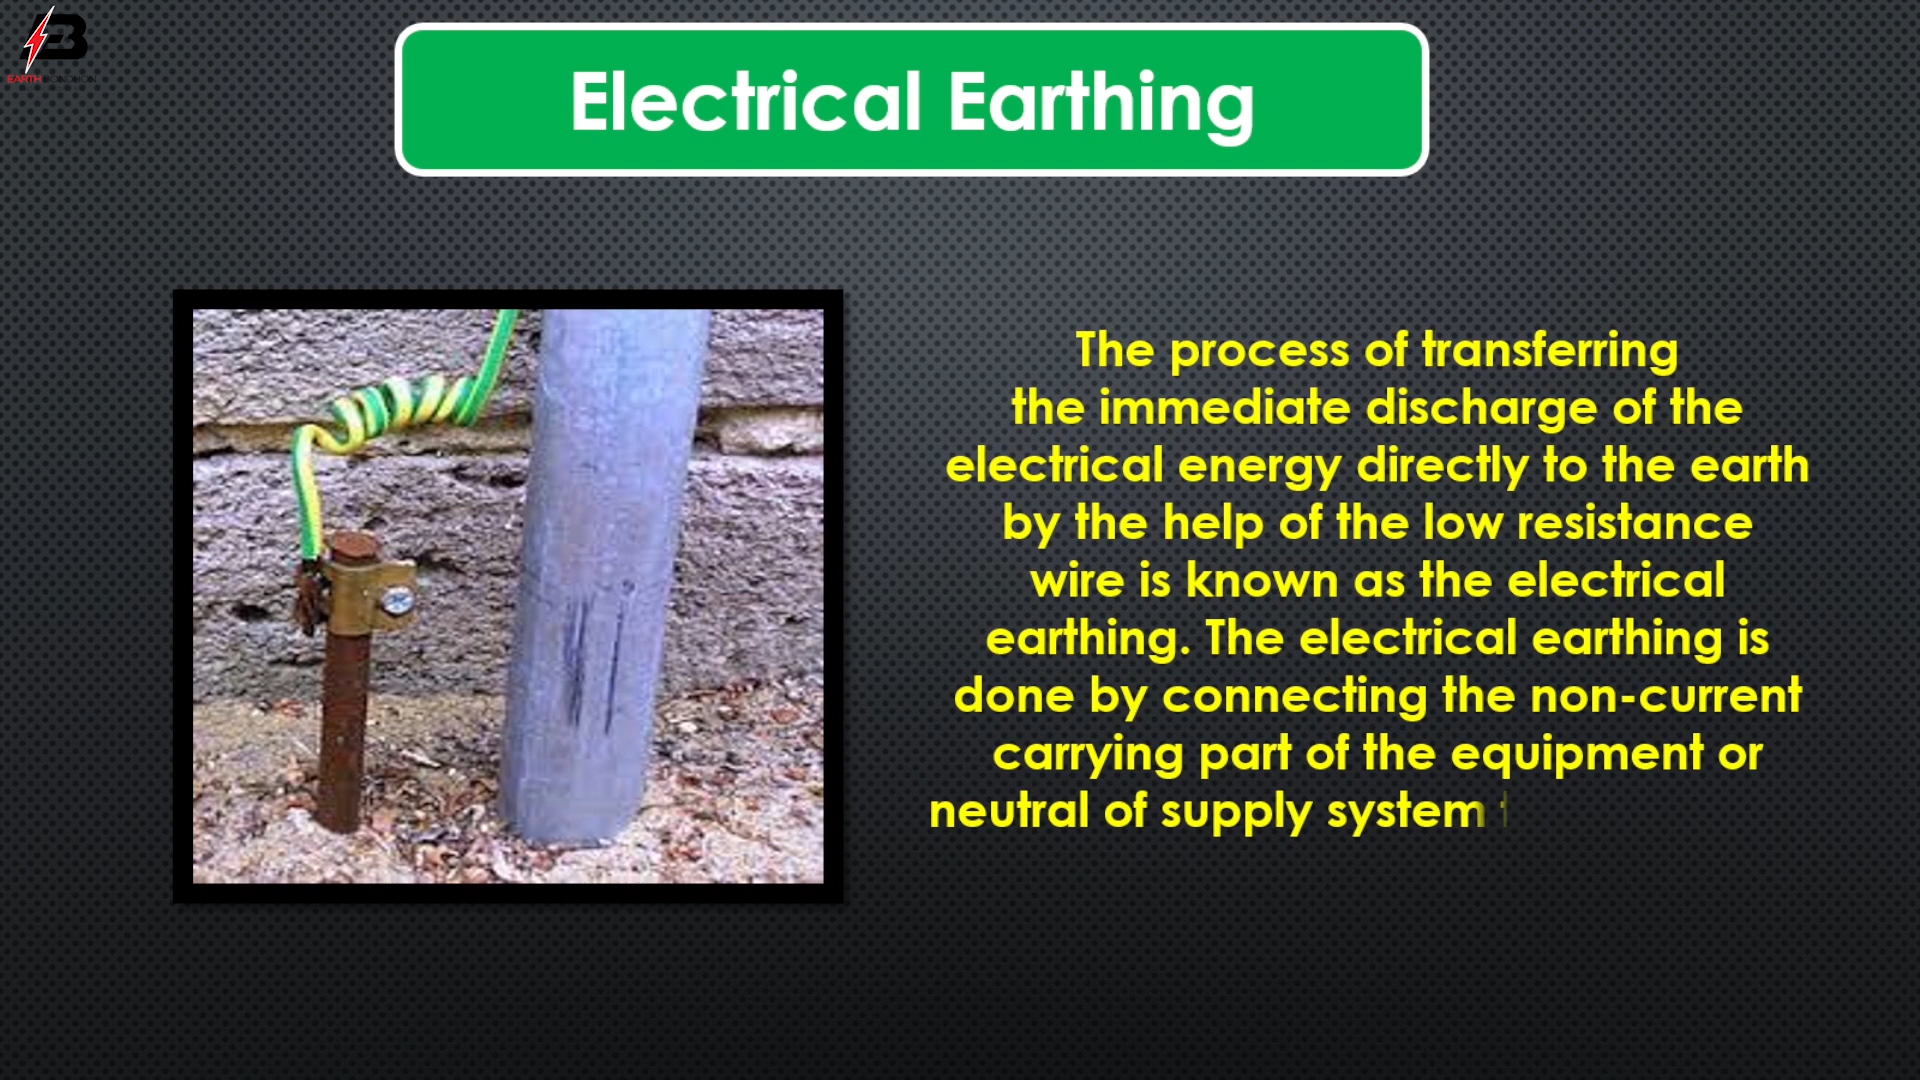 EARTH BONDHON
Electrical Earthing
The process of transferring
the immediate discharge of the
electrical energy directly to the earth
by the help of the low resistance
wire is known as the electrical
earthing. The electrical earthing is
done by connecting the non-current
carrying part of the equipment or
neutral of supply system